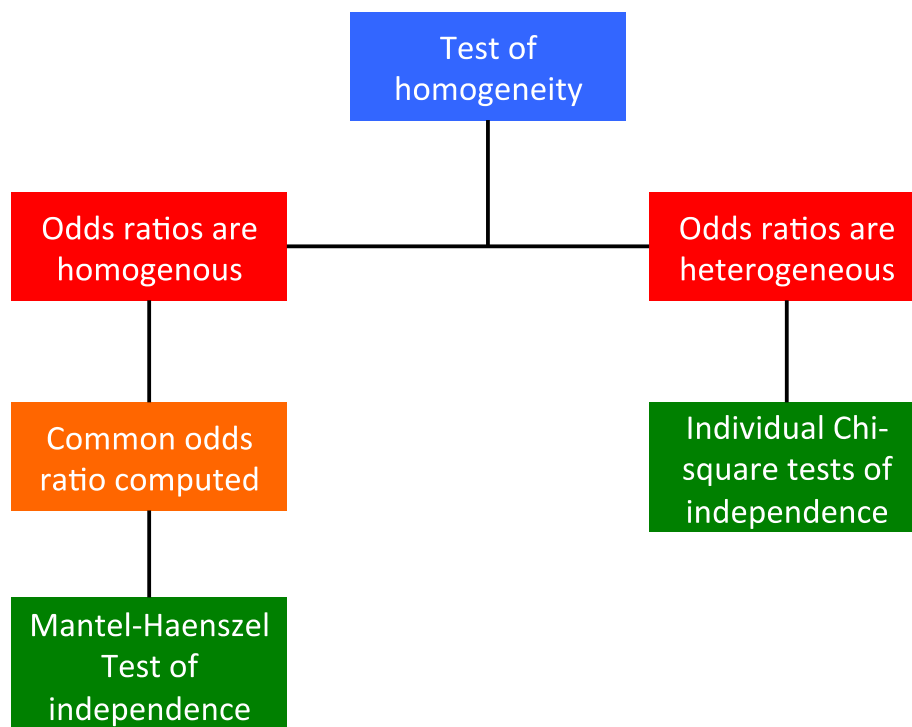 Test of
homogeneity
Odds ratios are
homogenous
Odds ratios are
heterogeneous
Common odds
ratio computed
Individual Chi-
square tests of
independence
Mantel-Haenszel
Test of
independence